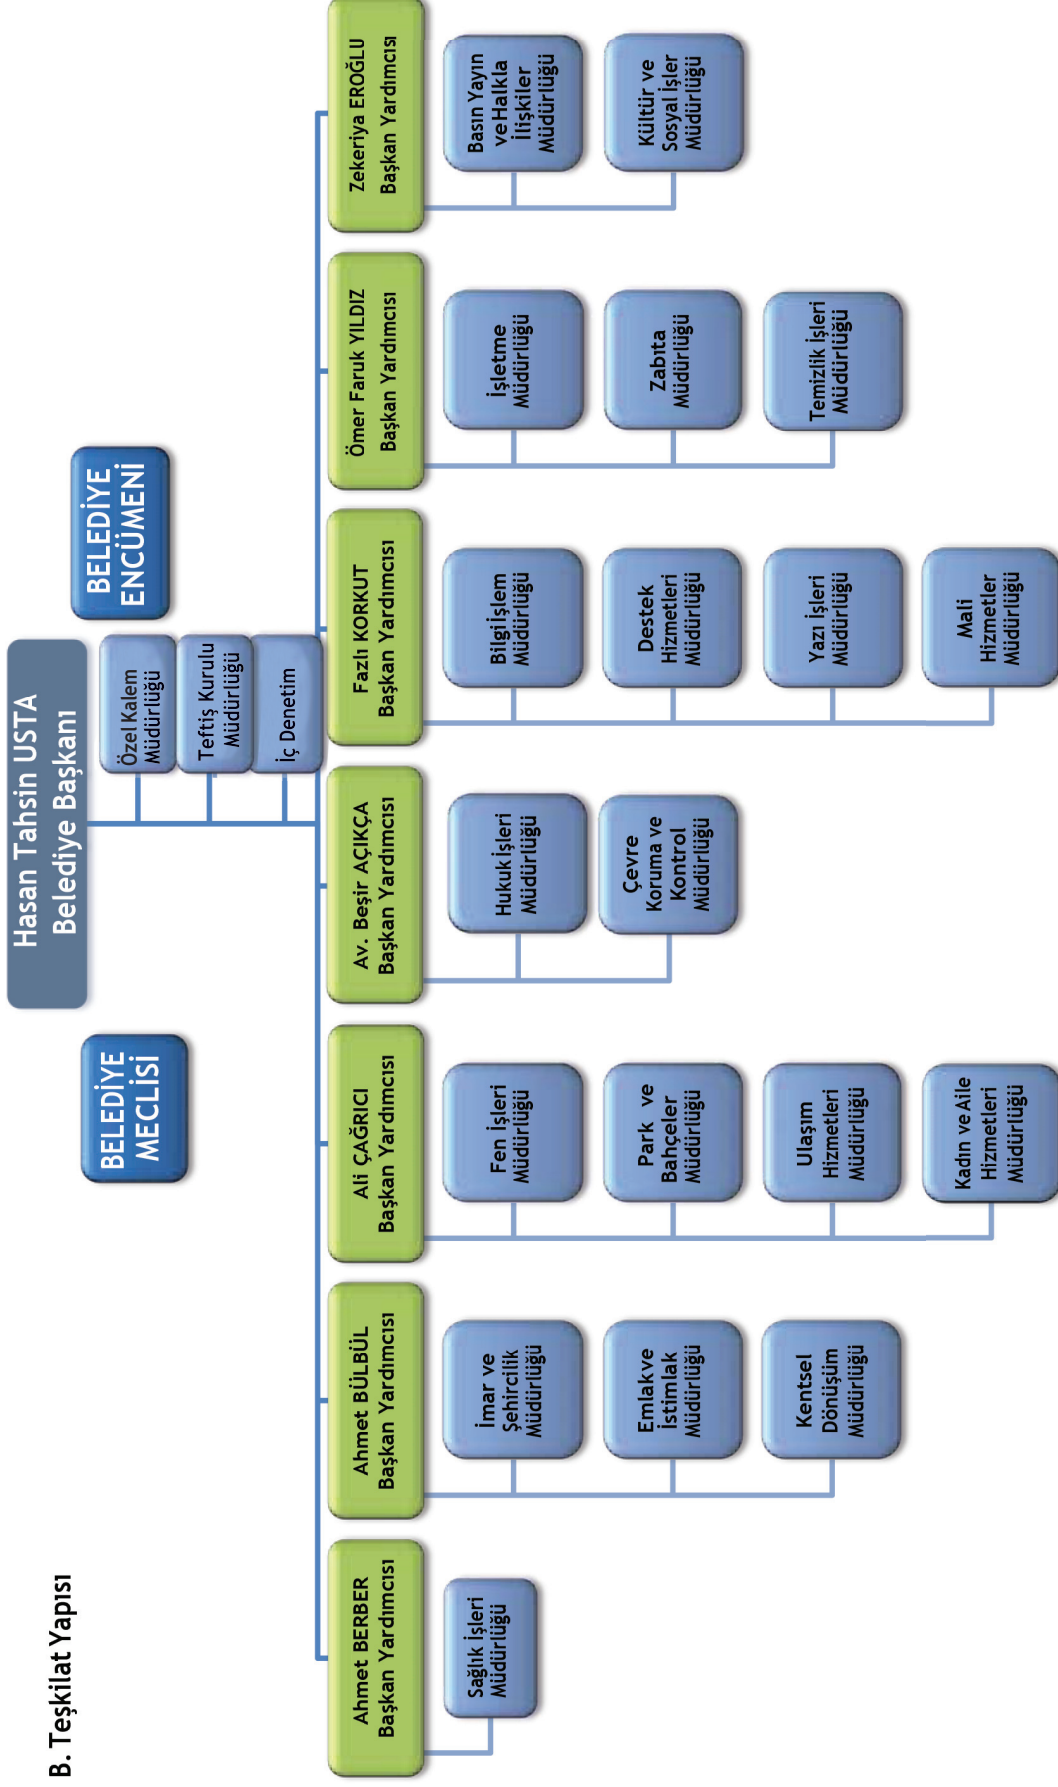 B. Teşkilat Yapısı
Hasan Tahsin USTA
Belediye Başkanı
BELEDİYE
MECLİSİ
BELEDİYE
ENCÜMENİ
Özel Kalem
Müdürlüğü
Teftiş Kurulu
Müdürlüğü
İç Denetim
Ahmet BERBER
Başkan Yardımcısı
Sağlık İşleri
Müdürlüğü
Ahmet BÜLBÜL
Başkan Yardımcısı
İmar ve
Şehircilik
Müdürlüğü
Emlak ve
İstimlak
Müdürlüğü
Kentsel
Dönüşüm
Müdürlüğü
Ali ÇAĞRICI
Başkan Yardımcısı
Fen İşleri
Müdürlüğü
Park ve
Bahçeler
Müdürlüğü
Ulaşım
Hizmetleri
Müdürlüğü
Kadın ve Aile
Hizmetleri
Müdürlüğü
Av. Beşir AÇIKÇA
Başkan Yardımcısı
Hukuk İşleri
Müdürlüğü
Çevre
Koruma ve
Kontrol
Müdürlüğü
Fazlı KORKUT
Başkan Yardımcısı
Bilgi İşlem
Müdürlüğü
Destek
Hizmetleri
Müdürlüğü
Yazı İşleri
Müdürlüğü
Mali
Hizmetler
Müdürlüğü
Ömer Faruk YILDIZ
Başkan Yardımcısı
İşletme
Müdürlüğü
Zabıta
Müdürlüğü
Temizlik İşleri
Müdürlüğü
Zekeriya EROĞLU
Başkan Yardımcısı
Basın Yayın
ve Halkla
İlişkiler
Müdürlüğü
Kültür ve
Sosyal İşler
Müdürlüğü